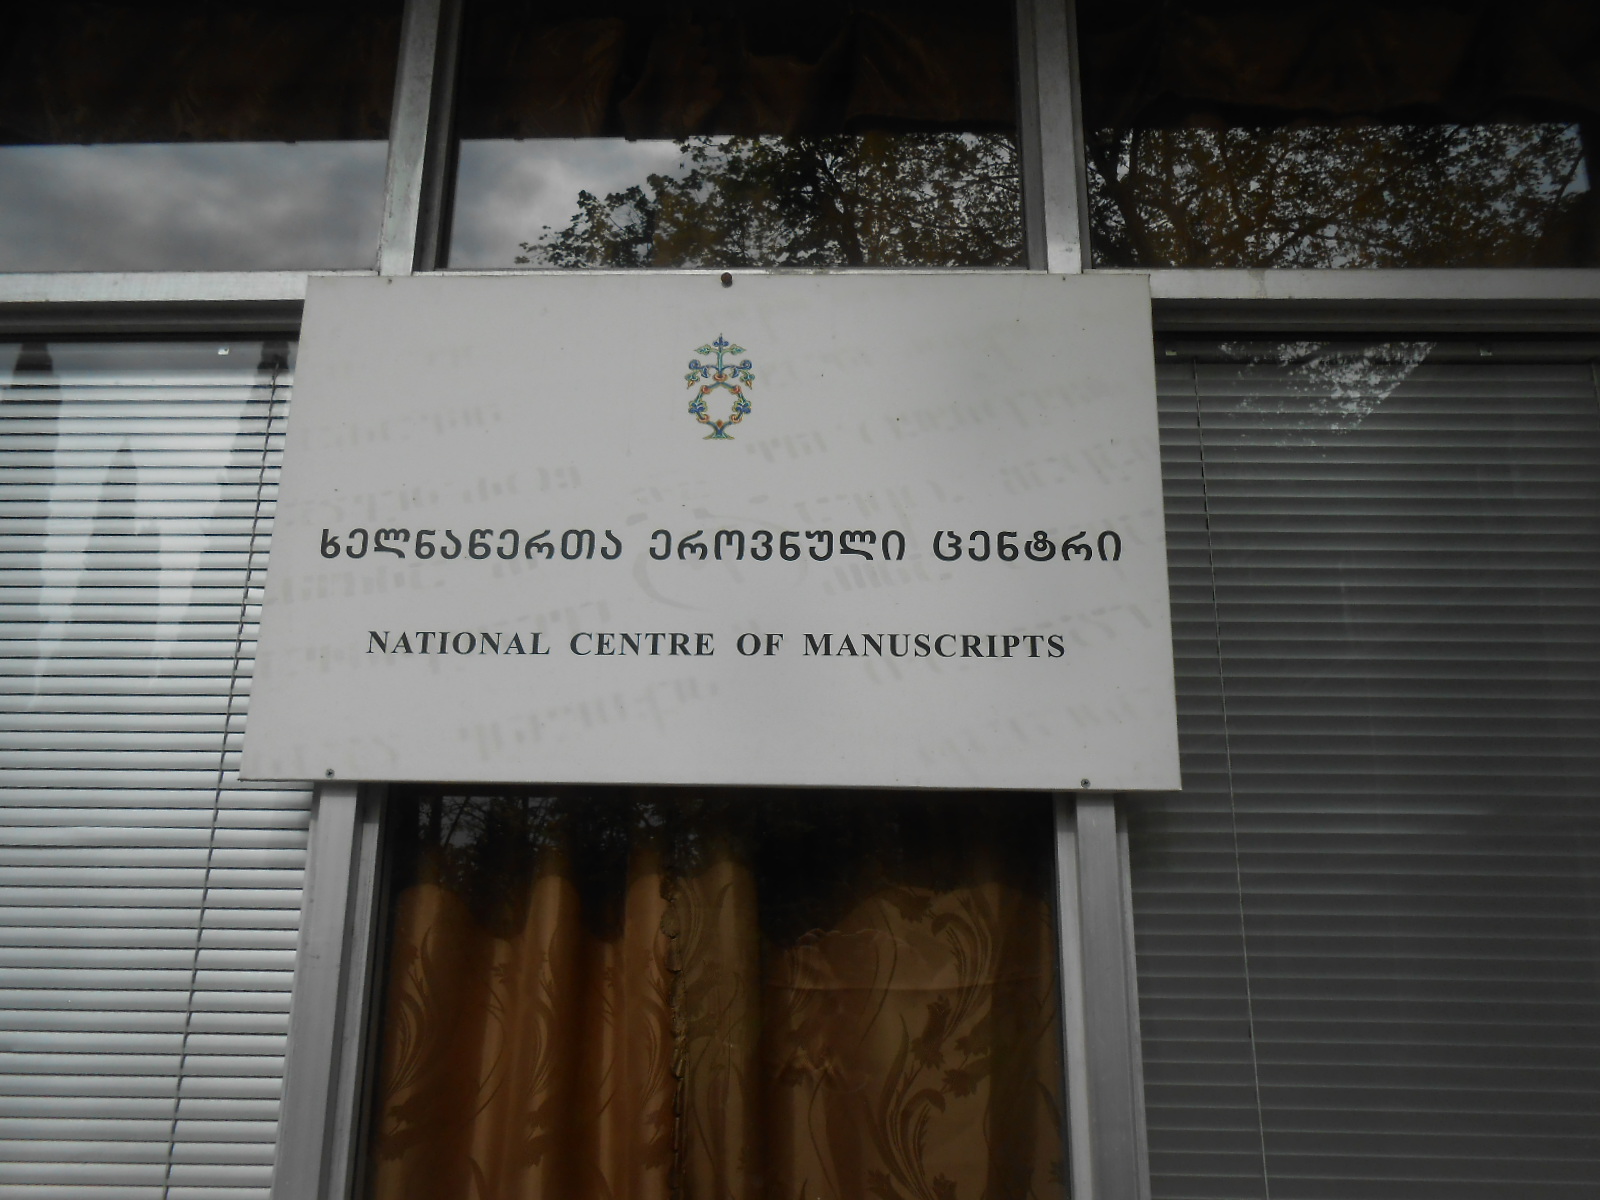 ხელნაწერთა ეროვნული ცენტრი
NATIONAL CENTRE OF MANUSCRIPTS